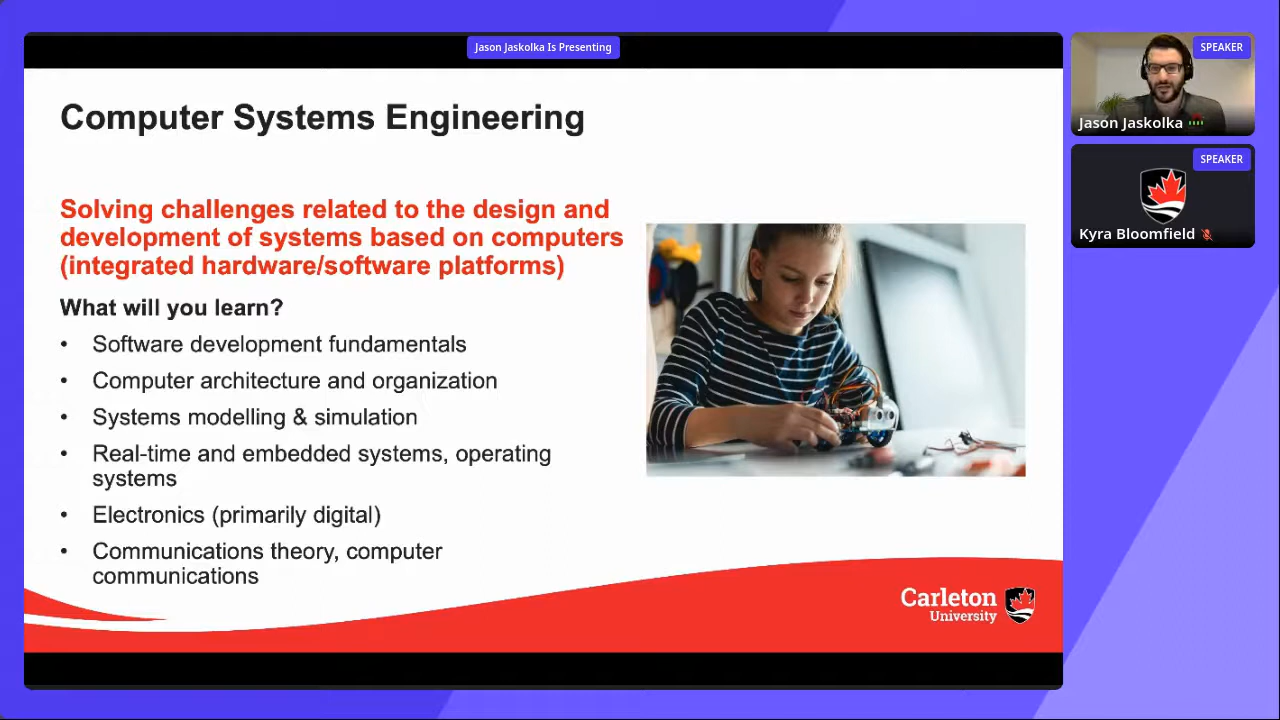 Jason Jaskolka Is Presenting
SPEAKER
Jason Jaskolka
SPEAKER
Kyra Bloomfield
Computer Systems Engineering
Solving challenges related to the design and
development of systems based on computers
(integrated hardware/software platforms)
What will you learn?
• Software development fundamentals
• Computer architecture and organization
• Systems modelling & simulation
• Real-time and embedded systems, operating
systems
• Electronics (primarily digital)
• Communications theory, computer
communications
Carleton
University